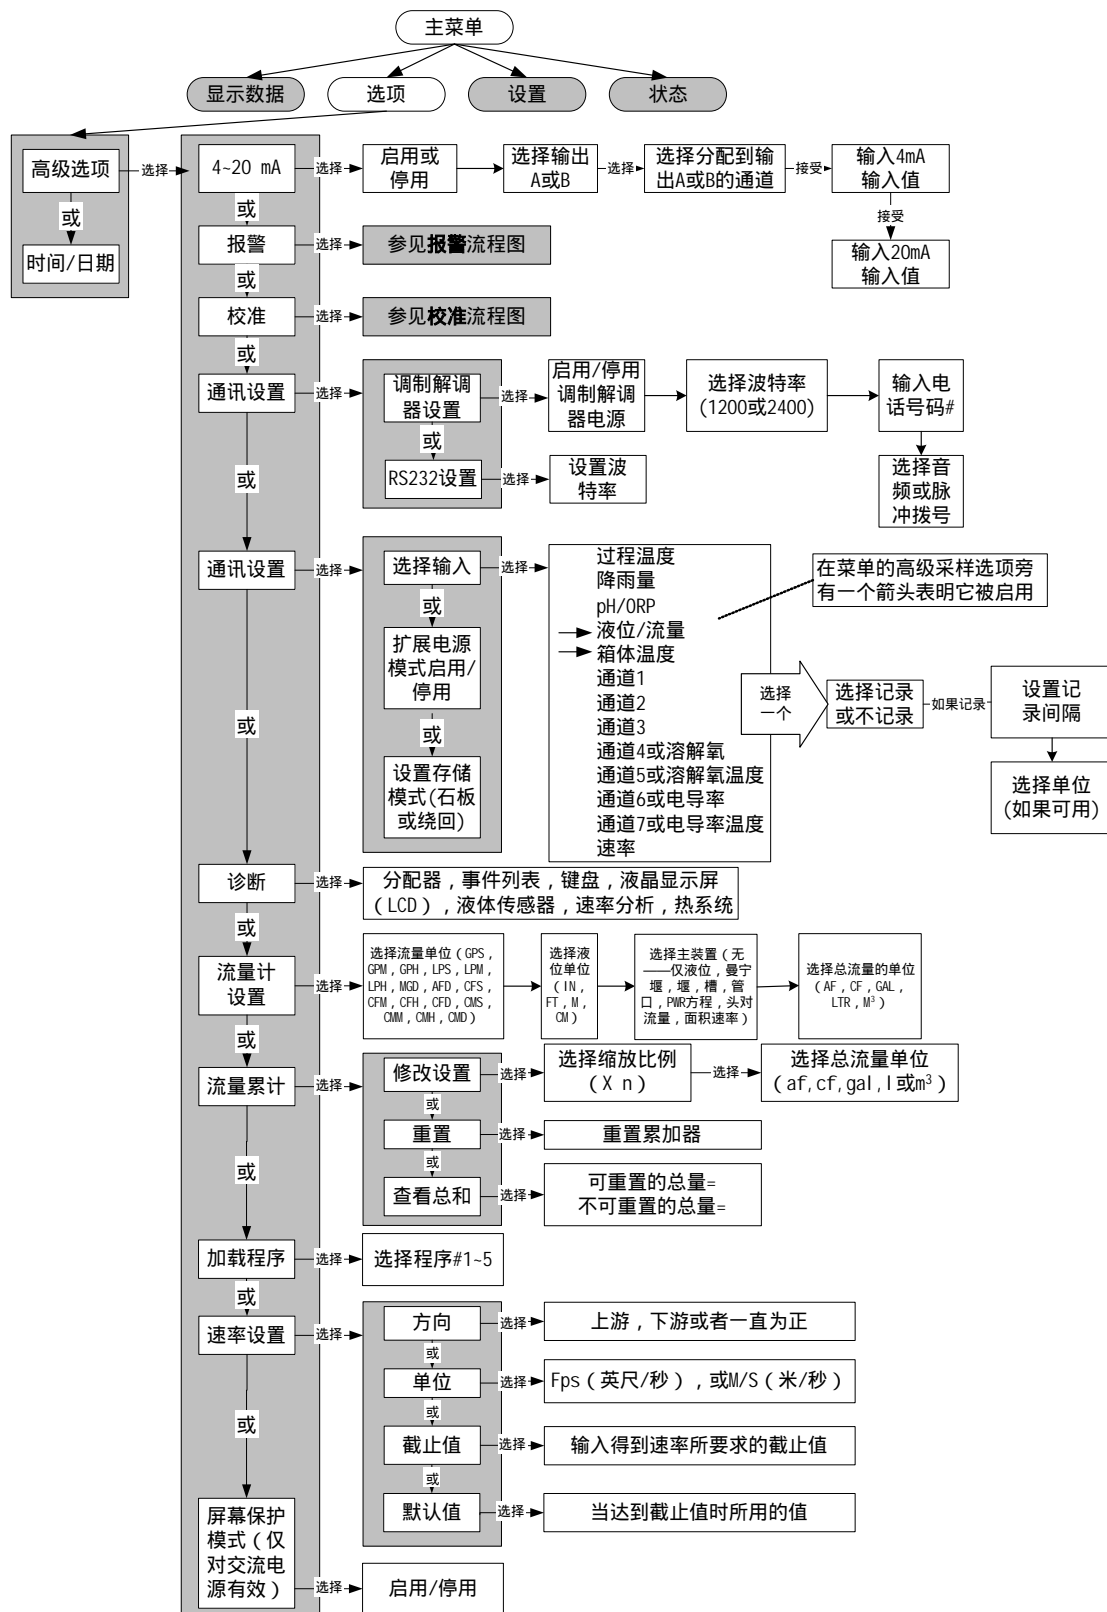 主菜单
显示数据
选项
设置
状态
高级选项
或
时间/日期
选择
4~20 mA
选择
启用或
停用
选择输出
A或B
选择
选择分配到输
出A或B的通道
接受
输入4mA
输入值
接受
输入20mA
输入值
或
报警
选择
参见报警流程图
或
校准
选择
参见校准流程图
或
通讯设置
选择
调制解调
器设置
选择
启用/停用
调制解调
器电源
选择波特率
(1200或2400)
输入电
话号码#
选择音
频或脉
冲拨号
或
RS232设置
选择
设置波
特率
或
通讯设置
选择
选择输入
选择
或
扩展电源
模式启用/
停用
或
设置存储
模式(石板
或绕回)
过程温度
降雨量
pH/ORP
液位/流量
箱体温度
通道1
通道2
通道3
通道4或溶解氧
通道5或溶解氧温度
通道6或电导率
通道7或电导率温度
速率
在菜单的高级采样选项旁
有一个箭头表明它被启用
选择
一个
选择记录
或不记录
如果记录
设置记
录间隔
选择单位
(如果可用)
或
诊断
选择
分配器，事件列表，键盘，液晶显示屏
（LCD），液体传感器，速率分析，热系统
或
流量计
设置
选择
选择流量单位（GPS，
GPM，GPH，LPS，LPM，
LPH，MGD，AFD，CFS，
CFM，CFH，CFD，CMS，
CMM，CMH，CMD）
选择液
位单位
（IN，
FT，M，
CM）
选择主装置（无
——仅液位，曼宁
堰，堰，槽，管
口，PWR方程，头对
流量，面积速率）
选择总流量的单位
（AF，CF，GAL，
LTR，M³）
或
流量累计
选择
修改设置
选择
选择缩放比例
（X n）
选择
选择总流量单位
（af,cf,gal,l或m³）
或
重置
选择
重置累加器
或
查看总和
选择
可重置的总量=
不可重置的总量=
或
加载程序
选择
选择程序#1~5
或
速率设置
选择
方向
选择
上游，下游或者一直为正
或
单位
选择
Fps（英尺/秒），或M/S（米/秒）
或
截止值
选择
输入得到速率所要求的截止值
或
默认值
选择
当达到截止值时所用的值
或
屏幕保护
模式（仅
对交流电
源有效）
选择
启用/停用